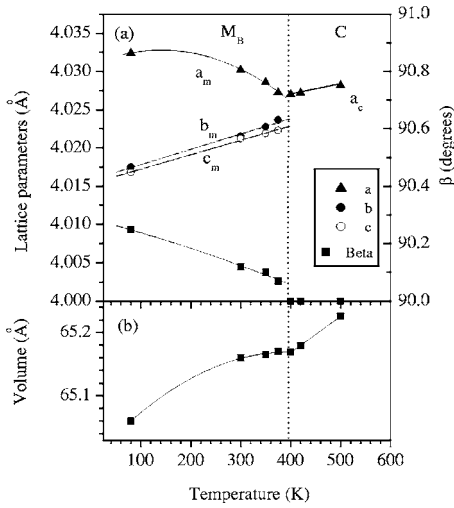 (a) M_B C
4.035 91.0
4.030 90.8
a_m
a_c
4.025
b_m 90.6
4.020
c_m
4.015 90.4
4.010
90.2
4.005
4.000 90.0
Lattice parameters (Å)
β (degrees)
a
b
c
Beta
(b)
65.2
65.1
Volume (Å)
100 200 300 400 500 600
Temperature (K)